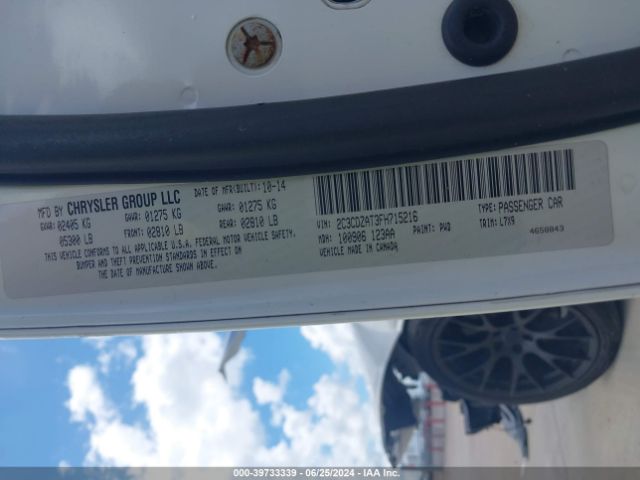 MFD BY CHRYSLER GROUP LLC DATE OF MFR(BUILT): 10-14
GVWR: 02405 KG GAWR: 01275 KG GAWR: 01275 KG
05300 LB FRONT: 02810 LB REAR: 02810 LB
THIS VEHICLE CONFORMS TO ALL APPLICABLE U.S.A. FEDERAL MOTOR VEHICLE SAFETY,
BUMPER AND THEFT PREVENTION STANDARDS IN EFFECT ON
THE DATE OF MANUFACTURE SHOWN ABOVE.
VIN: 2C3CDZAT3FH715216 TYPE: PASSENGER CAR
MDH: 100906 123AA PAINT: PW0 TRIM: L7X9
VEHICLE MADE IN CANADA 4658843
000-39733339 | 06/25/2024 - IAA Inc.